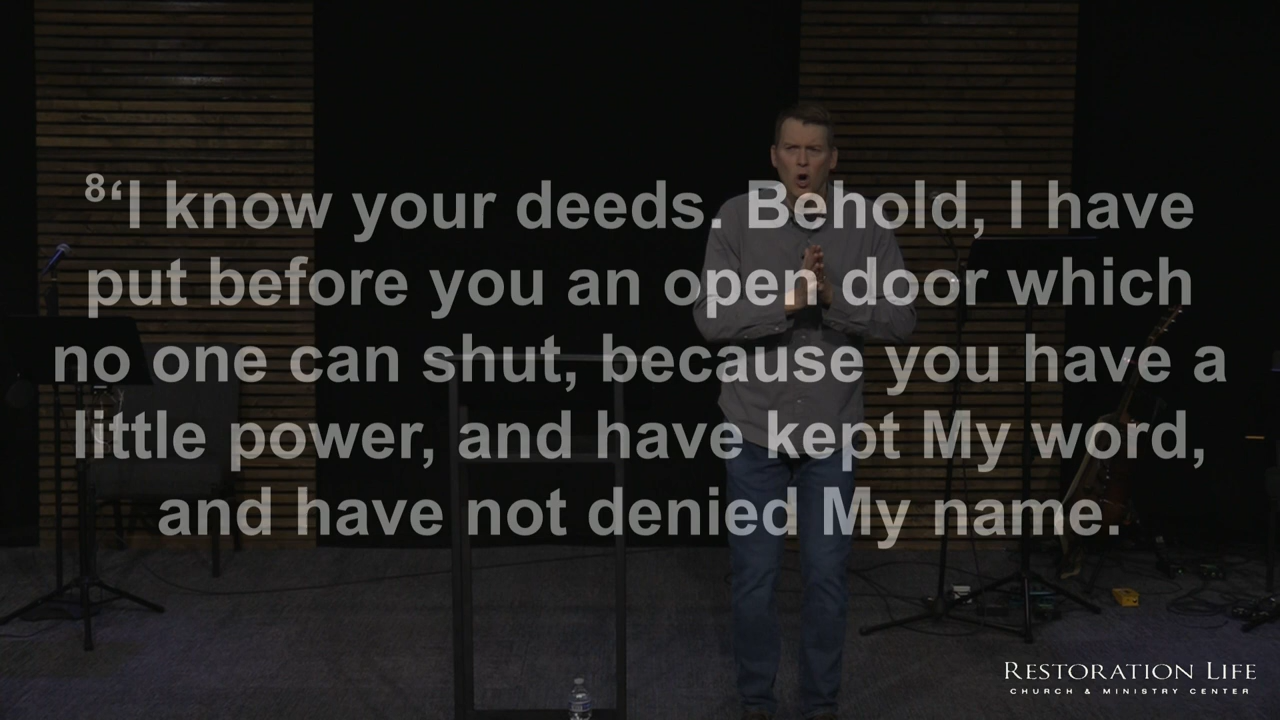 ⁸‘I know your deeds. Behold, I have
put before you an open door which
no one can shut, because you have a
little power, and have kept My word,
and have not denied My name.
RESTORATION LIFE
CHURCH & MINISTRY CENTER